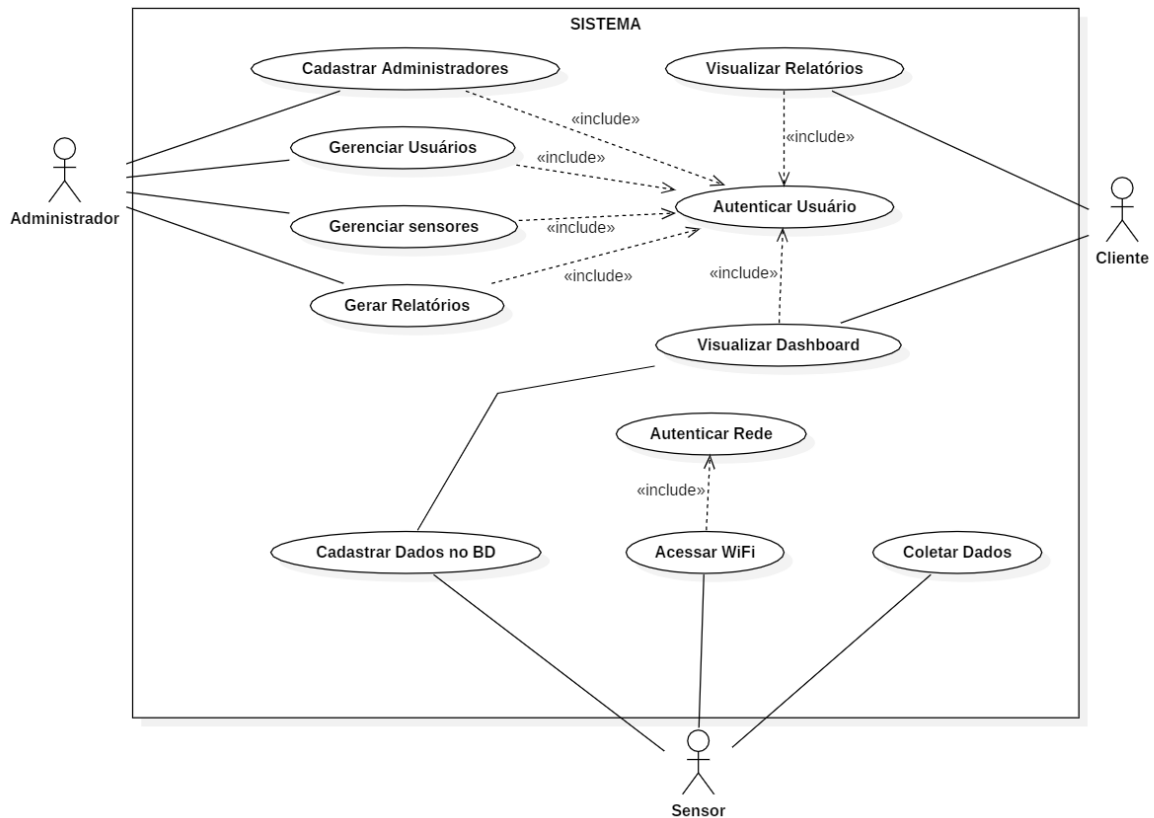 SISTEMA
Cadastrar Administradores
Visualizar Relatórios
«include»
«include»
Gerenciar Usuários
«include»
Administrador
Autenticar Usuário
Gerenciar sensores
«include»
Cliente
«include»
«include»
Gerar Relatórios
Visualizar Dashboard
Autenticar Rede
«include»
Cadastrar Dados no BD
Acessar WiFi
Coletar Dados
Sensor